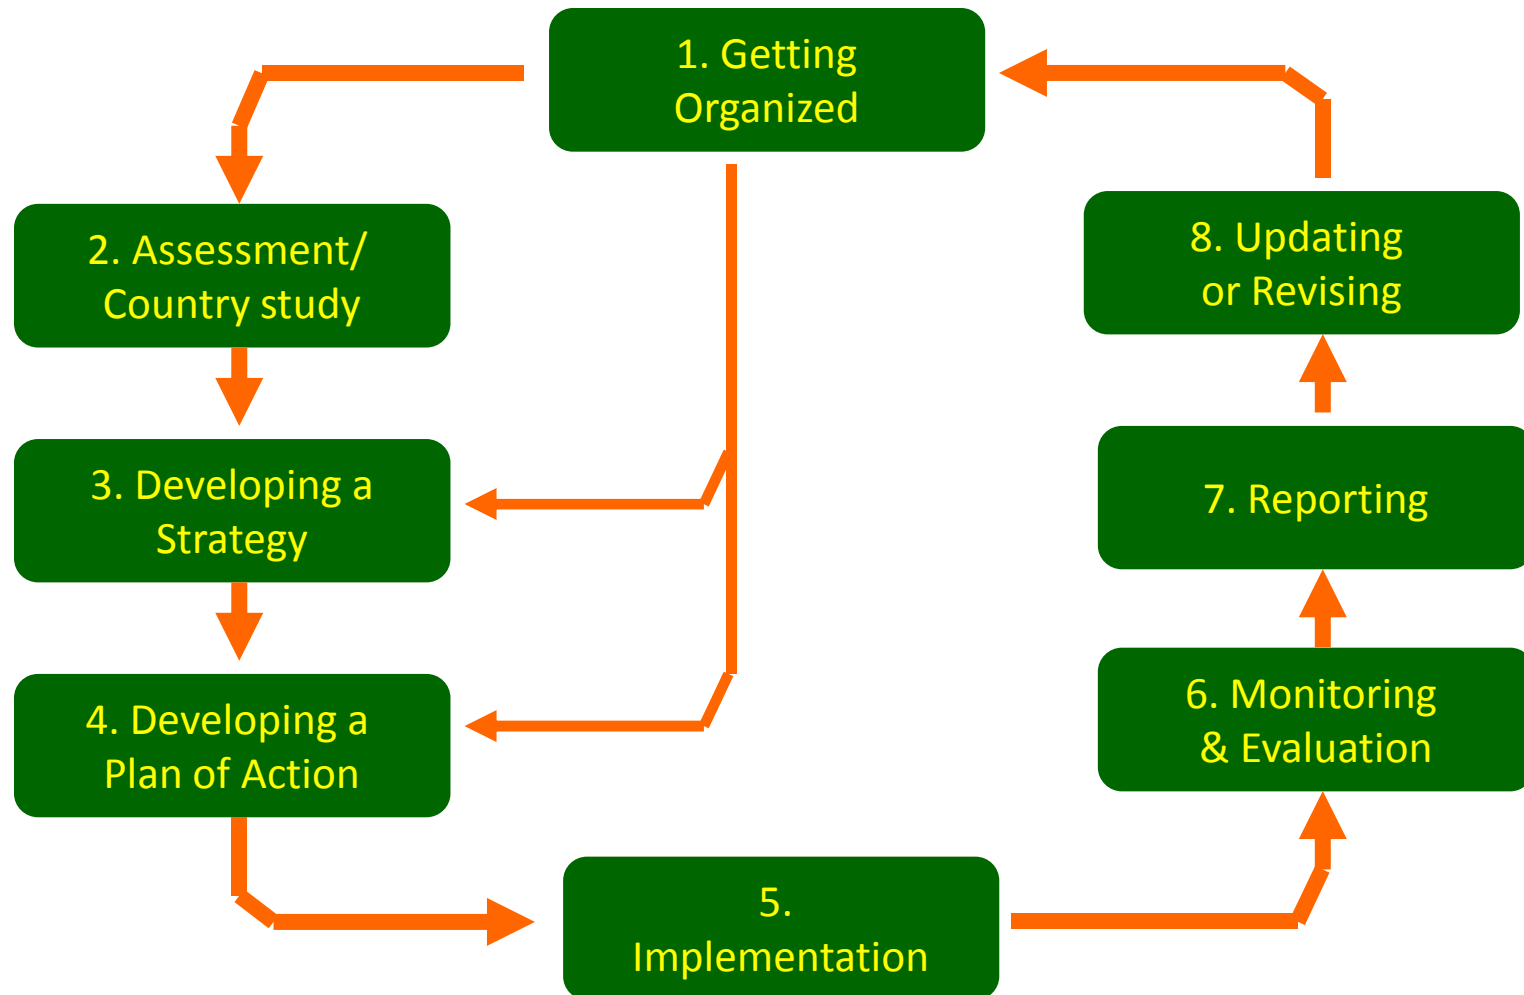 1. Getting
Organized
2. Assessment/
Country study
8. Updating
or Revising
3. Developing a
Strategy
7. Reporting
4. Developing a
Plan of Action
6. Monitoring
& Evaluation
5.
Implementation